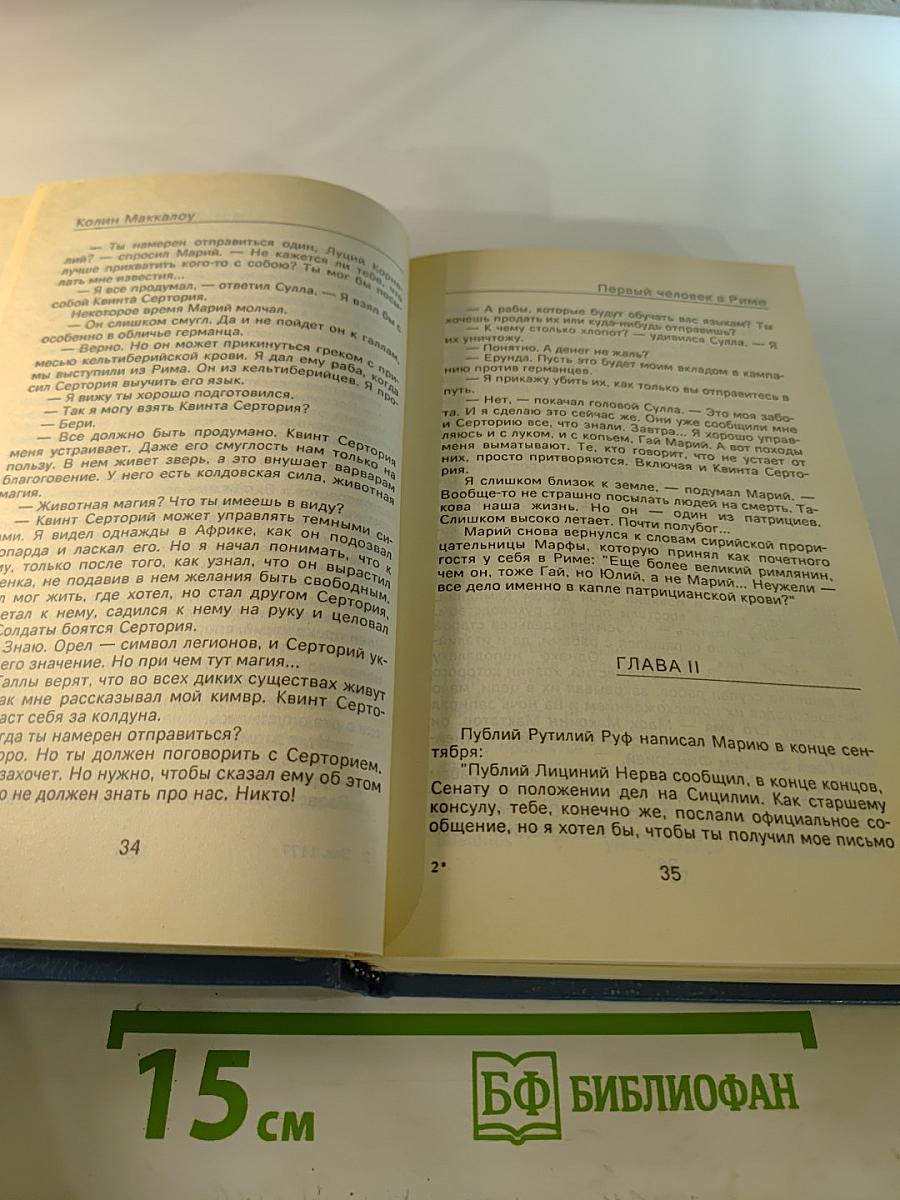 Колин Маккалоу
— Ты намерен отправиться один, Луций Корне-
лий? — спросил Марий. — Не кажется ли тебе, что
лучше прихватить кого-то с собою? Ты мог бы посы-
лать мне известия...
— Я все продумал, — ответил Сулла. — Я взял бы с
собой Квинта Сертория.
Некоторое время Марий молчал.
— Он слишком смугл. Да и не пойдет он к галлам,
особенно в обличье германца.
— Верно. Но он может прикинуться греком с при-
месью кельтиберийской крови. Я дал ему раба, когда
мы выступили из Рима. Он из кельтиберийцев. Я про-
сил Сертория выучить его язык.
— Я вижу ты хорошо подготовился.
— Так я могу взять Квинта Сертория?
— Бери.
— Все должно быть продумано. Квинт Серторий
меня устраивает. Даже его смуглость нам только на
пользу. В нем живет зверь, а это внушает варварам
благоговение. У него есть колдовская сила, животная
магия.
— Животная магия? Что ты имеешь в виду?
— Квинт Серторий может управлять темными си-
ами. Я видел однажды в Африке, как он подозвал
опарда и ласкал его. Но я начал понимать, что к
му, только после того, как узнал, что он вырастил
енка, не подавив в нем желания быть свободным.
л мог жить, где хотел, но стал другом Сертория,
етал к нему, садился к нему на руку и целовал
Солдаты боятся Сертория.
Знаю. Орел — символ легионов, и Серторий ук-
его значение. Но при чем тут магия...
Галлы верят, что во всех диких существах живут
ак мне рассказывал мой кимвр. Квинт Серто-
аст себя за колдуна.
гда ты намерен отправиться?
оро. Но ты должен поговорить с Серторием.
захочет. Но нужно, чтобы сказал ему об этом
о не должен знать про нас. Никто!
34
Первый человек в Риме
— А рабы, которые будут обучать вас языкам? Ты
хочешь продать их или куда-нибудь отправишь?
— К чему столько хлопот? — удивился Сулла. — Я
их уничтожу.
— Понятно. А денег не жаль?
— Ерунда. Пусть это будет моим вкладом в кампа-
нию против германцев.
— Я прикажу убить их, как только вы отправитесь в
путь.
— Нет, — покачал головой Сулла. — Это моя забо-
та. И я сделаю это сейчас же. Они уже сообщили мне
и Серторию все, что знали. Завтра... Я хорошо управ-
ляюсь и с луком, и с копьем, Гай Марий. А вот походы
меня выматывают. Те, кто говорит, что не устает от
них, просто притворяются. Включая и Квинта Серто-
рия.
Я слишком близок к земле, — подумал Марий. —
Вообще-то не страшно посылать людей на смерть. Та-
кова наша жизнь. Но он — один из патрициев.
Слишком высоко летает. Почти полубог...
Марий снова вернулся к словам сирийской прори-
цательницы Марфы, которую принял как почетного
гостя у себя в Риме: "Еще более великий римлянин,
чем он, тоже Гай, но Юлий, а не Марий... Неужели —
все дело именно в капле патрицианской крови?"
ГЛАВА II
Публий Рутилий Руф написал Марию в конце сен-
тября:
"Публий Лициний Нерва сообщил, в конце концов,
Сенату о положении дел на Сицилии. Как старшему
консулу, тебе, конечно же, послали официальное со-
общение, но я хотел бы, чтобы ты получил мое письмо
2*
35
15 см
БФ БИБЛИОФАН